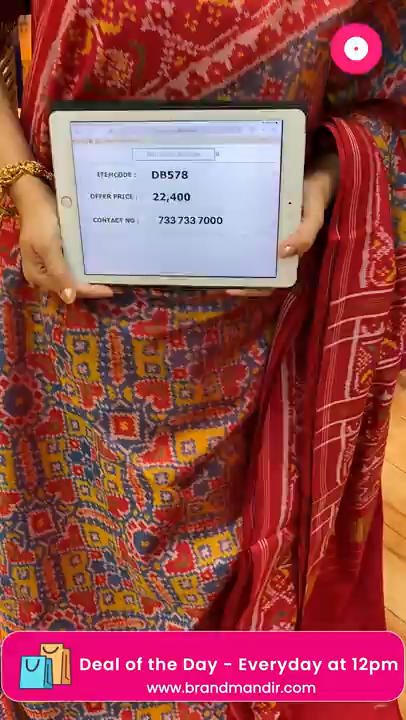 ITEMCODE : DB578
OFFER PRICE : 22,400
CONTACT NO : 733 733 7000
Deal of the Day - Everyday at 12pm
www.brandmandir.com